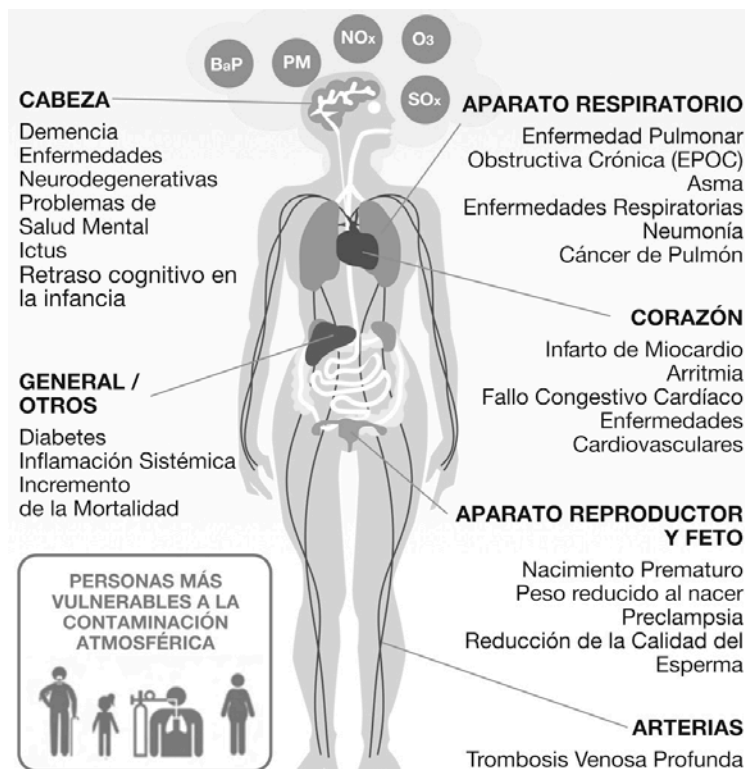 BaP
PM
NOx
O3
SOx
CABEZA
Demencia
Enfermedades
Neurodegenerativas
Problemas de
Salud Mental
Ictus
Retraso cognitivo en
la infancia
GENERAL /
OTROS
Diabetes
Inflamación Sistémica
Incremento
de la Mortalidad
PERSONAS MÁS
VULNERABLES A LA
CONTAMINACIÓN
ATMOSFÉRICA
APARATO RESPIRATORIO
Enfermedad Pulmonar
Obstructiva Crónica (EPOC)
Asma
Enfermedades Respiratorias
Neumonía
Cáncer de Pulmón
CORAZÓN
Infarto de Miocardio
Arritmia
Fallo Congestivo Cardíaco
Enfermedades
Cardiovasculares
APARATO REPRODUCTOR
Y FETO
Nacimiento Prematuro
Peso reducido al nacer
Preclampsia
Reducción de la Calidad del
Esperma
ARTERIAS
Trombosis Venosa Profunda